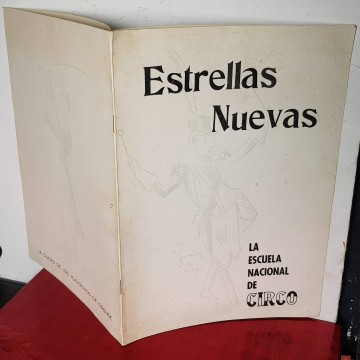 Estrellas
Nuevas
LA
ESCUELA
NACIONAL
DE
CIRCO